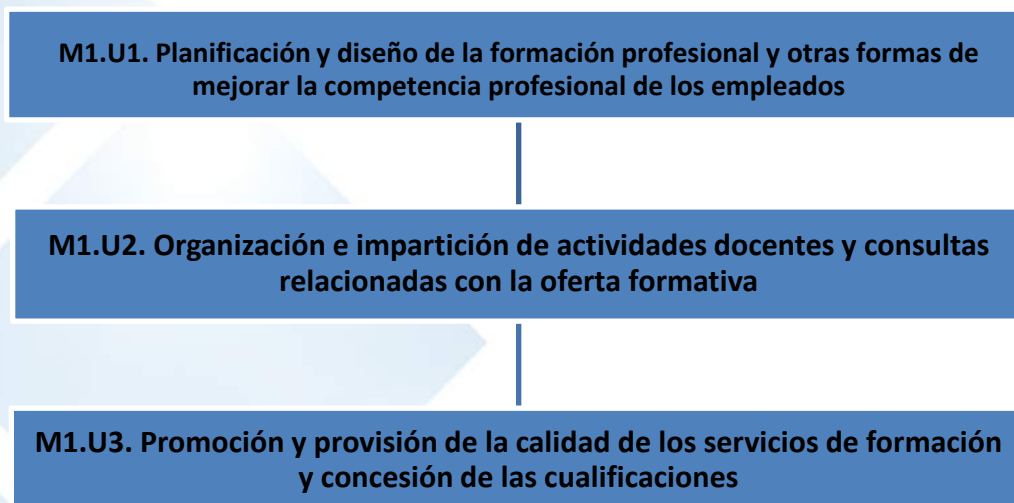 M1.U1. Planificación y diseño de la formación profesional y otras formas de
mejorar la competencia profesional de los empleados
M1.U2. Organización e impartición de actividades docentes y consultas
relacionadas con la oferta formativa
M1.U3. Promoción y provisión de la calidad de los servicios de formación
y concesión de las cualificaciones